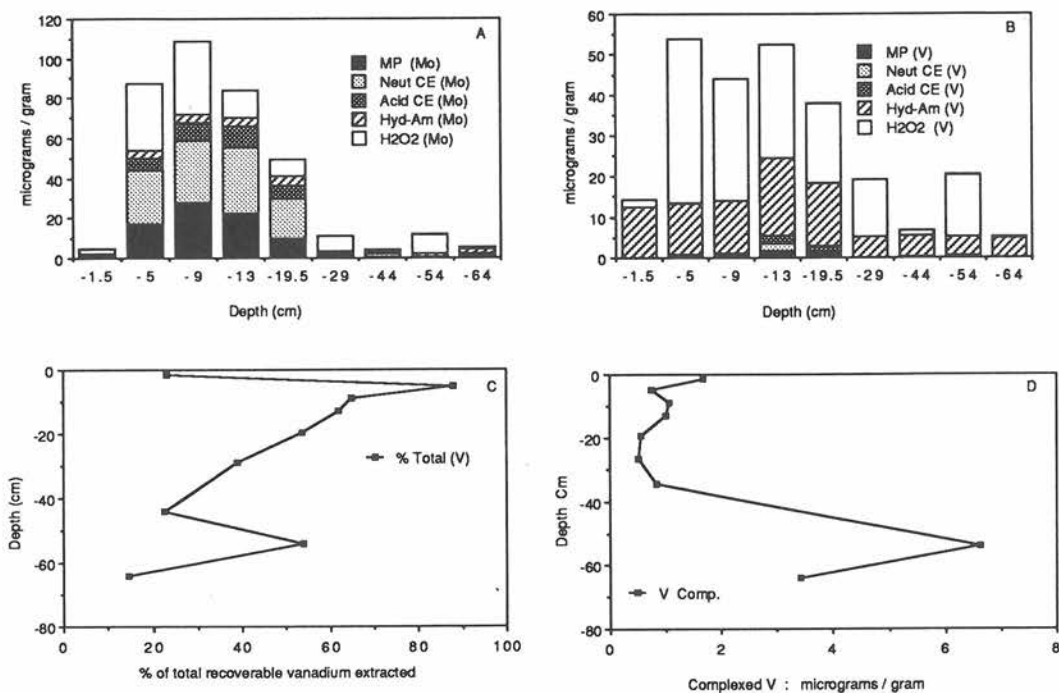 A
120
100
80
60
40
20
0
micrograms / gram
MP (Mo)
Neut CE (Mo)
Acid CE (Mo)
Hyd-Am (Mo)
H2O2 (Mo)
-1.5 -5 -9 -13 -19.5 -29 -44 -54 -64
Depth (cm)
B
60
50
40
30
20
10
0
micrograms / gram
MP (V)
Neut CE (V)
Acid CE (V)
Hyd-Am (V)
H2O2 (V)
-1.5 -5 -9 -13 -19.5 -29 -44 -54 -64
Depth (cm)
C
0
-20
-40
-60
-80
Depth (cm)
% Total (V)
0 20 40 60 80 100
% of total recoverable vanadium extracted
D
0
-20
-40
-60
-80
Depth Cm
V Comp.
0 2 4 6 8
Complexed V : micrograms / gram